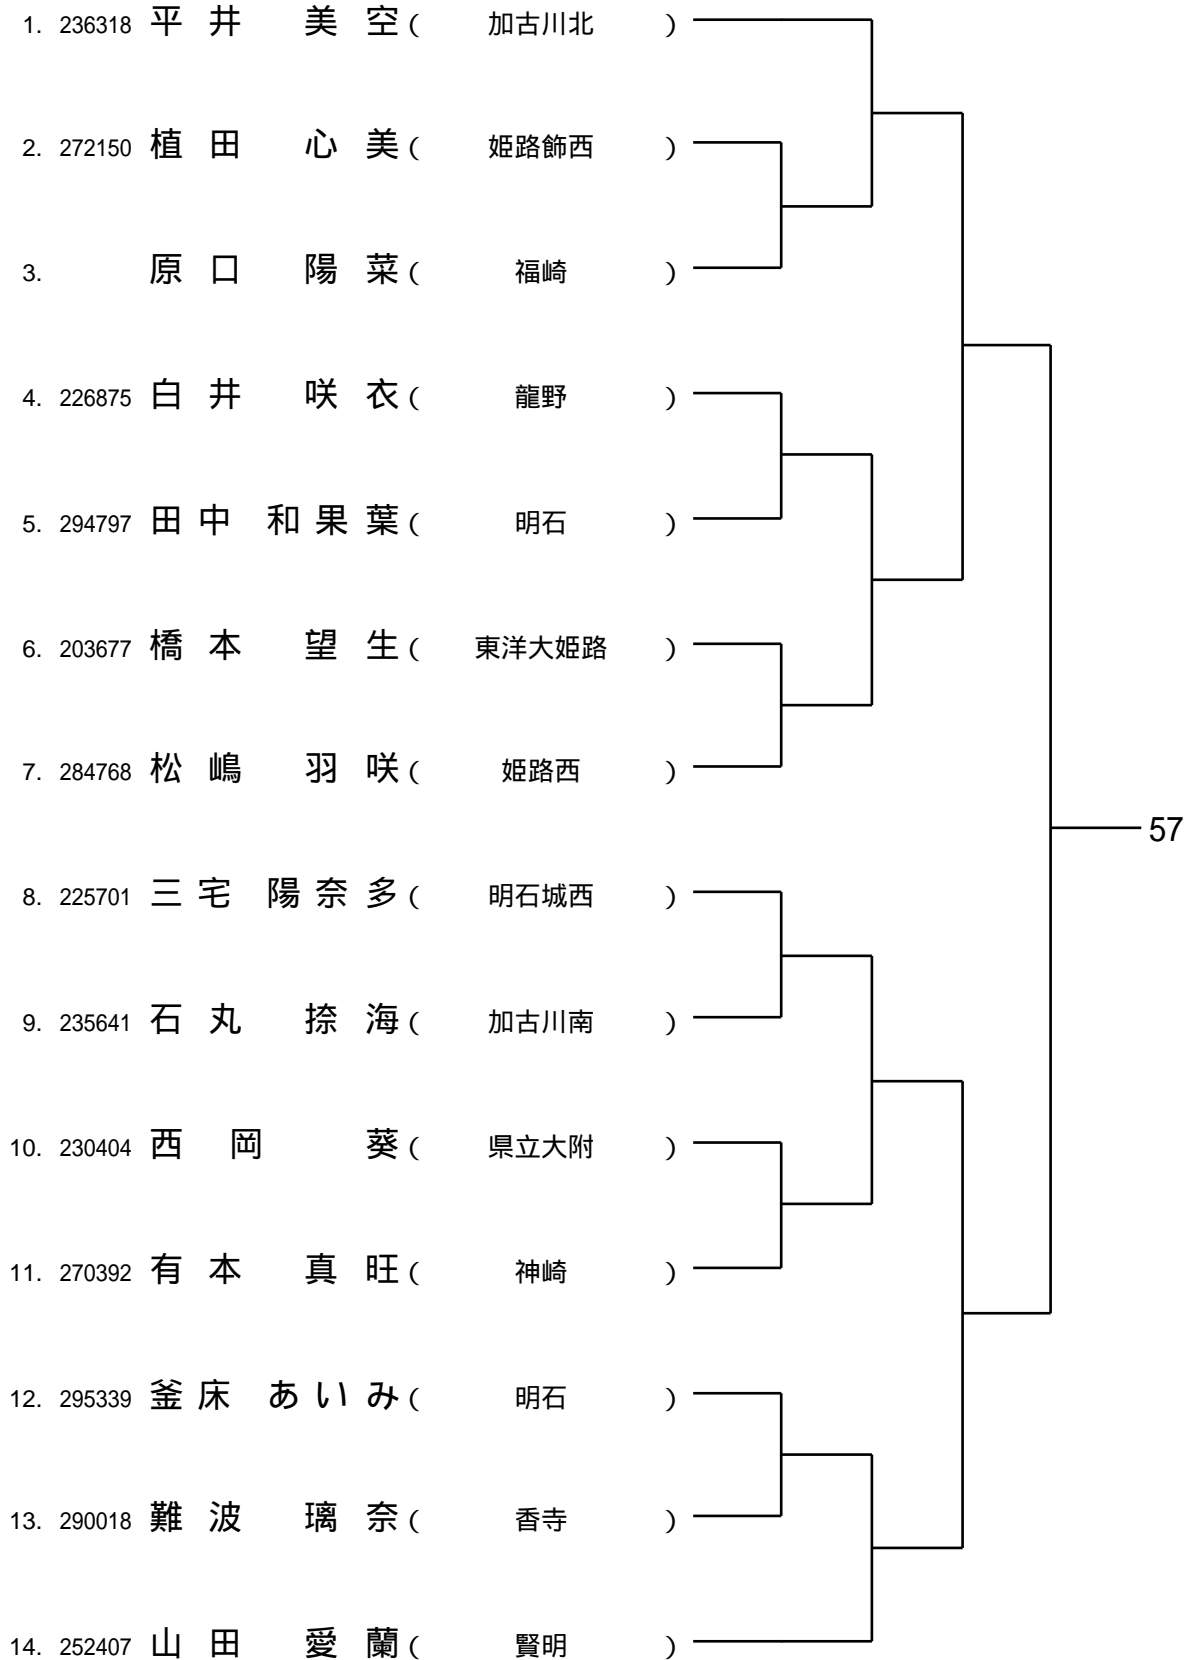 1. 236318 平井 美空 ( 加古川北 )
2. 272150 植田 心美 ( 姫路飾西 )
3. 原口 陽菜 ( 福崎 )
4. 226875 白井 咲衣 ( 龍野 )
5. 294797 田中 和果葉 ( 明石 )
6. 203677 橋本 望生 ( 東洋大姫路 )
7. 284768 松嶋 羽咲 ( 姫路西 )
57
8. 225701 三宅 陽奈多 ( 明石城西 )
9. 235641 石丸 捺海 ( 加古川南 )
10. 230404 西岡 葵 ( 県立大附 )
11. 270392 有本 真旺 ( 神崎 )
12. 295339 釜床 あいみ ( 明石 )
13. 290018 難波 璃奈 ( 香寺 )
14. 252407 山田 愛蘭 ( 賢明 )